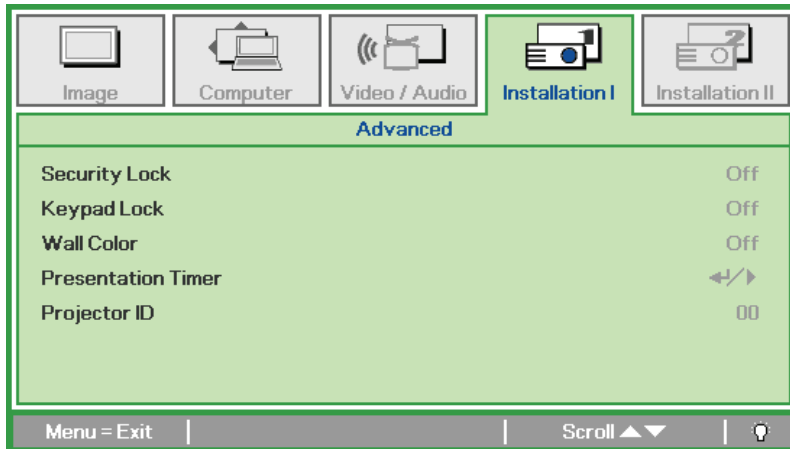 Image Computer Video / Audio Installation I Installation II
Advanced
Security Lock Off
Keypad Lock Off
Wall Color Off
Presentation Timer
Projector ID 00
Menu = Exit Scroll